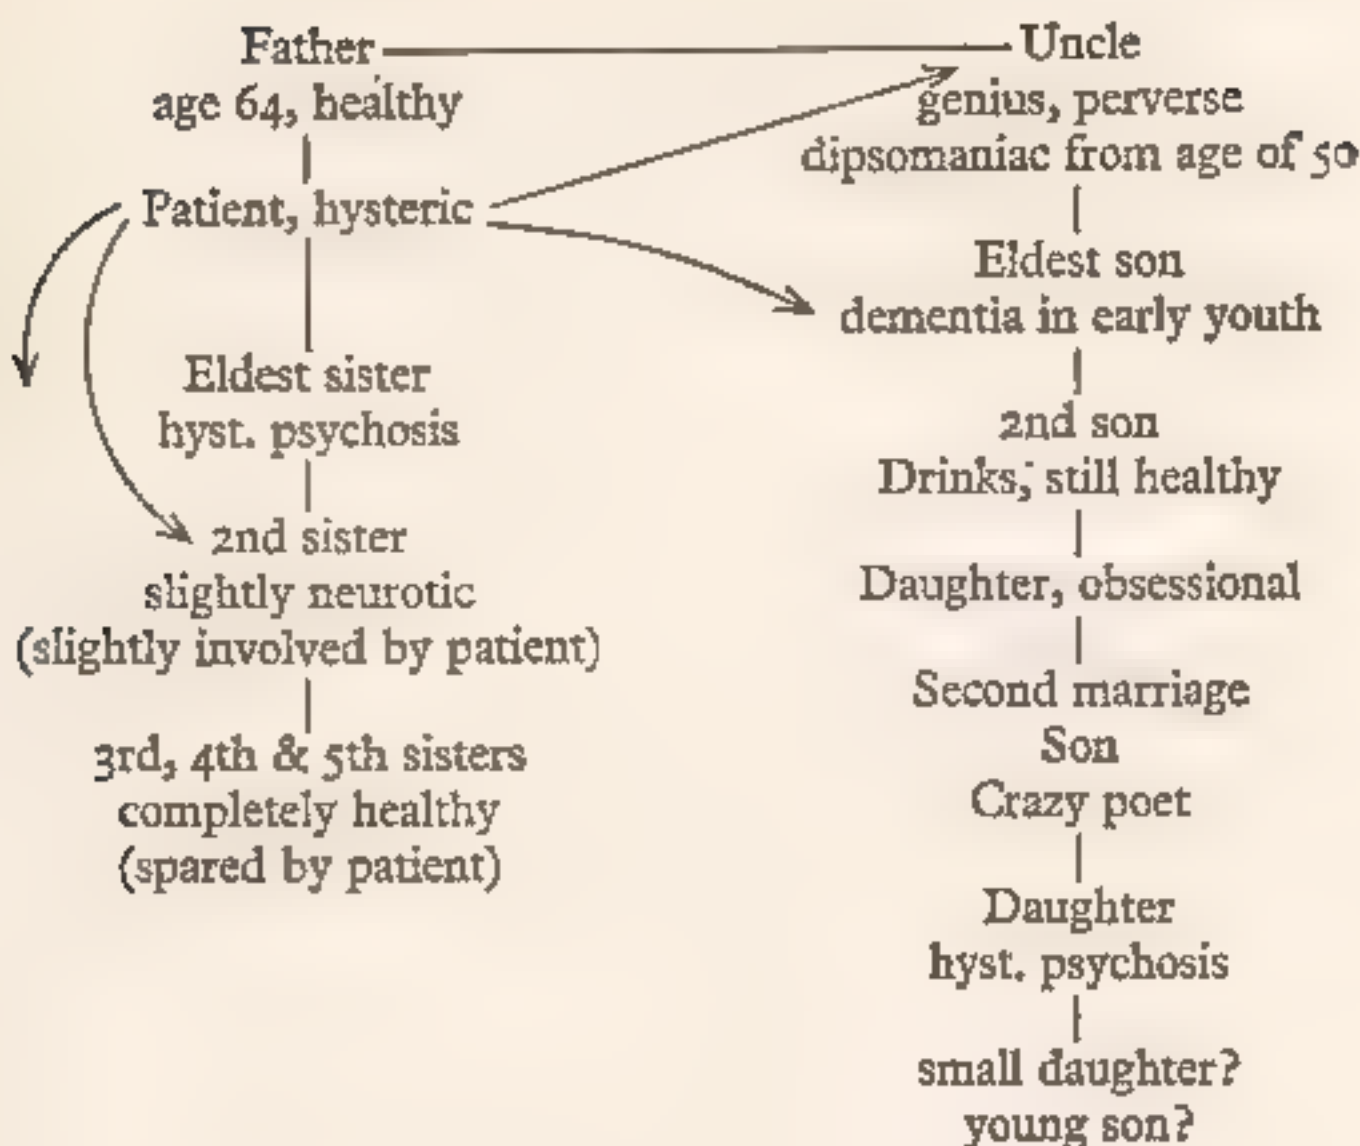 Father
age 64, healthy
Patient, hysteric
Eldest sister
hyst. psychosis
2nd sister
slightly neurotic
(slightly involved by patient)
3rd, 4th & 5th sisters
completely healthy
(spared by patient)
Uncle
genius, perverse
dipsomaniac from age of 50
Eldest son
dementia in early youth
2nd son
Drinks, still healthy
Daughter, obsessional
Second marriage
Son
Crazy poet
Daughter
hyst. psychosis
small daughter?
young son?